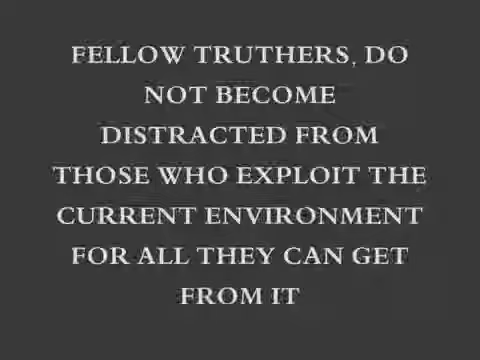 FELLOW TRUTHERS, DO
NOT BECOME
DISTRACTED FROM
THOSE WHO EXPLOIT THE
CURRENT ENVIRONMENT
FOR ALL THEY CAN GET
FROM IT